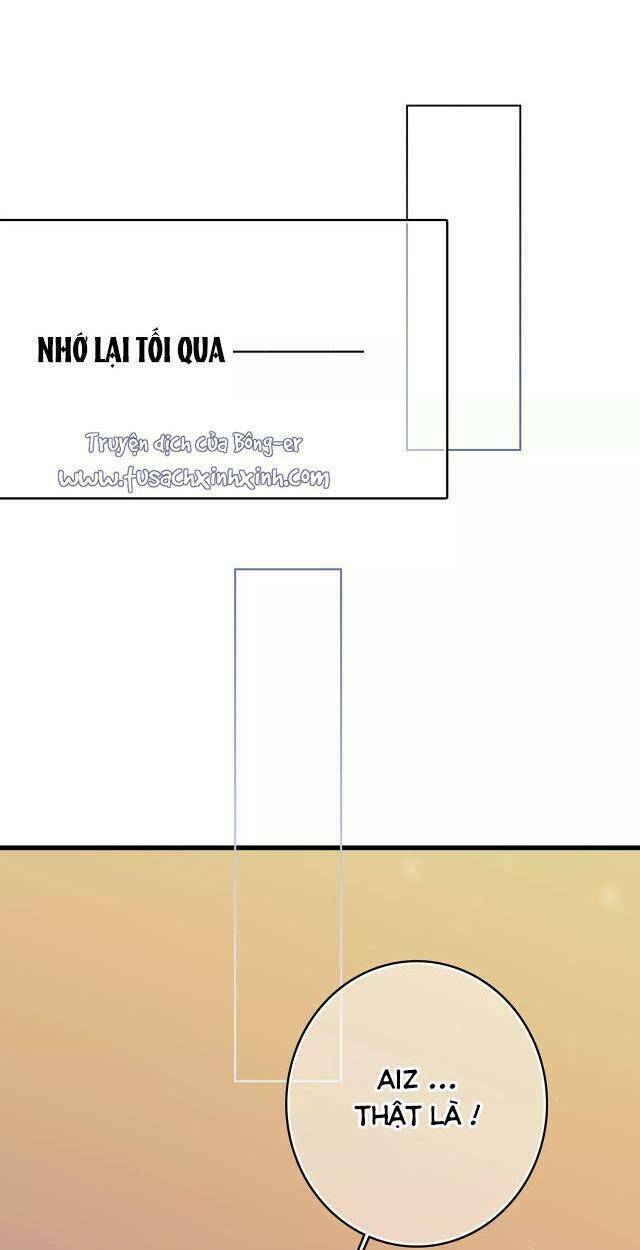 NHỚ LẠI TỐI QUA
Truyện dịch của Bông-er
www.tusachxinhxinh.com
AIZ ...
THẬT LÀ !